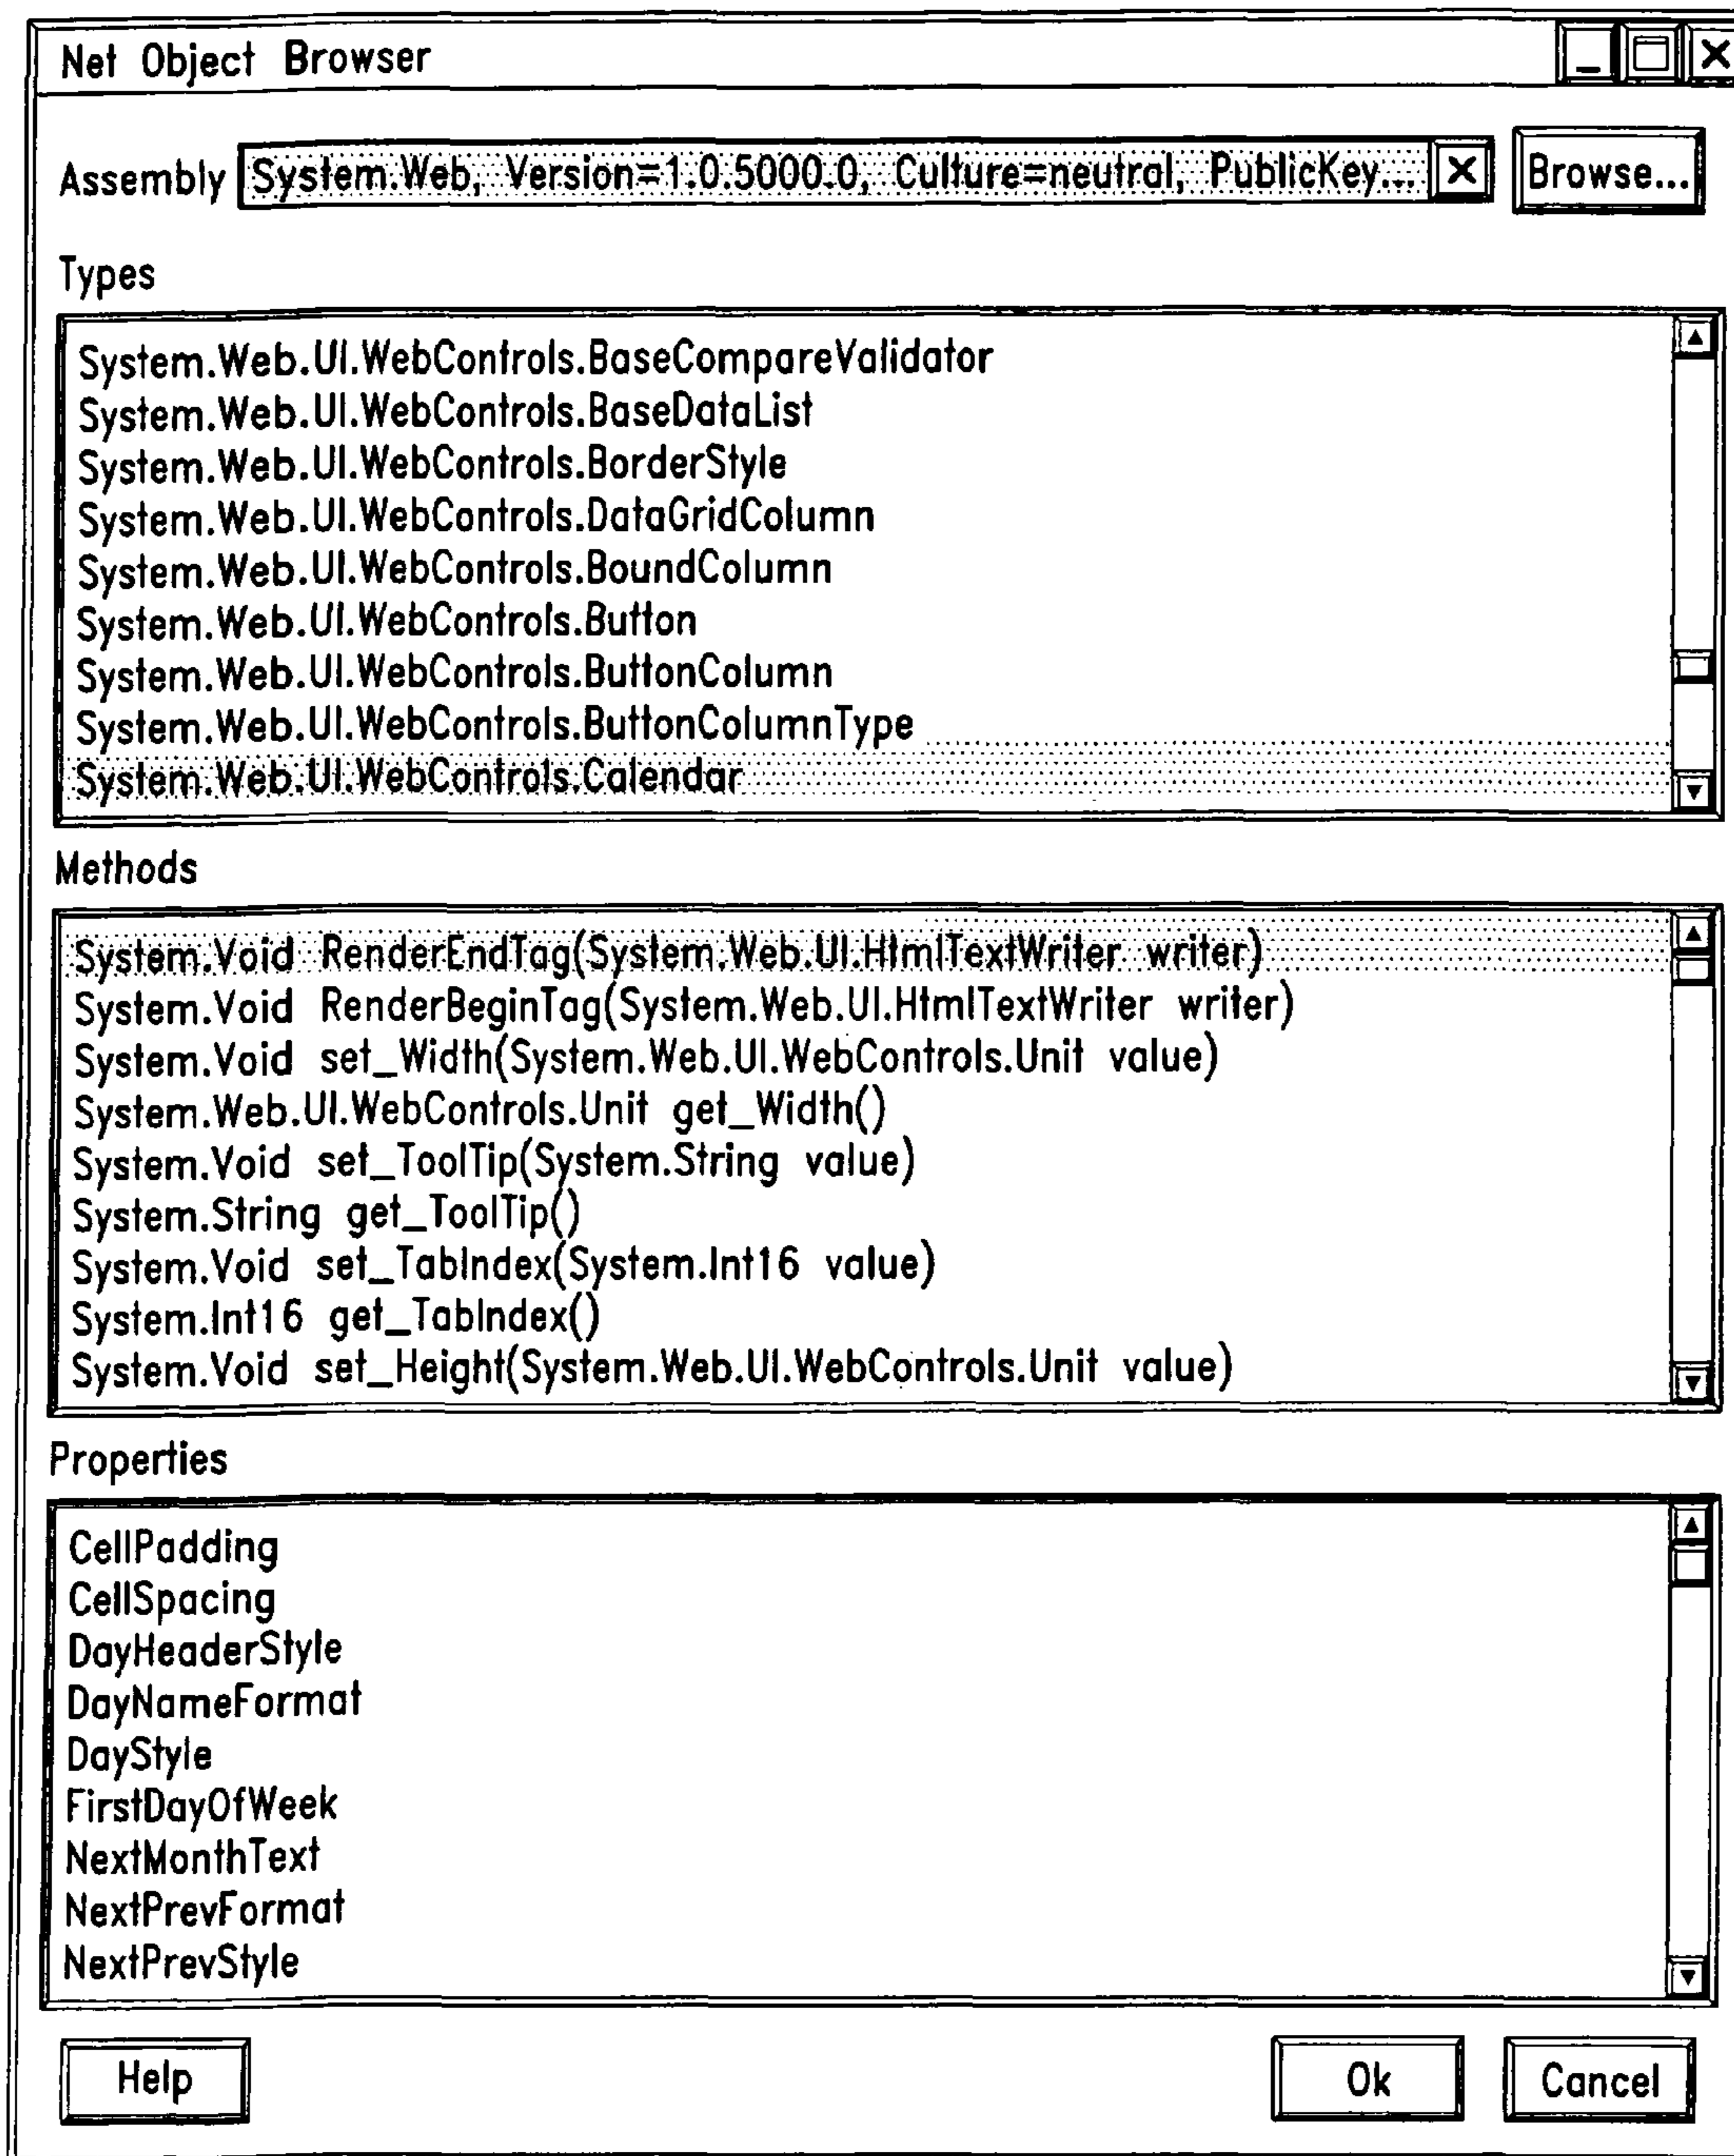 Net Object Browser
Assembly System.Web, Version=1.0.5000.0, Culture=neutral, PublicKey... Browse...
Types
System.Web.UI.WebControls.BaseCompareValidator
System.Web.UI.WebControls.BaseDataList
System.Web.UI.WebControls.BorderStyle
System.Web.UI.WebControls.DataGridColumn
System.Web.UI.WebControls.BoundColumn
System.Web.UI.WebControls.Button
System.Web.UI.WebControls.ButtonColumn
System.Web.UI.WebControls.ButtonColumnType
System.Web.UI.WebControls.Calendar
Methods
System.Void RenderEndTag(System.Web.UI.HtmlTextWriter writer)
System.Void RenderBeginTag(System.Web.UI.HtmlTextWriter writer)
System.Void set_Width(System.Web.UI.WebControls.Unit value)
System.Web.UI.WebControls.Unit get_Width()
System.Void set_ToolTip(System.String value)
System.String get_ToolTip()
System.Void set_TabIndex(System.Int16 value)
System.Int16 get_TabIndex()
System.Void set_Height(System.Web.UI.WebControls.Unit value)
Properties
CellPadding
CellSpacing
DayHeaderStyle
DayNameFormat
DayStyle
FirstDayOfWeek
NextMonthText
NextPrevFormat
NextPrevStyle
Help Ok Cancel